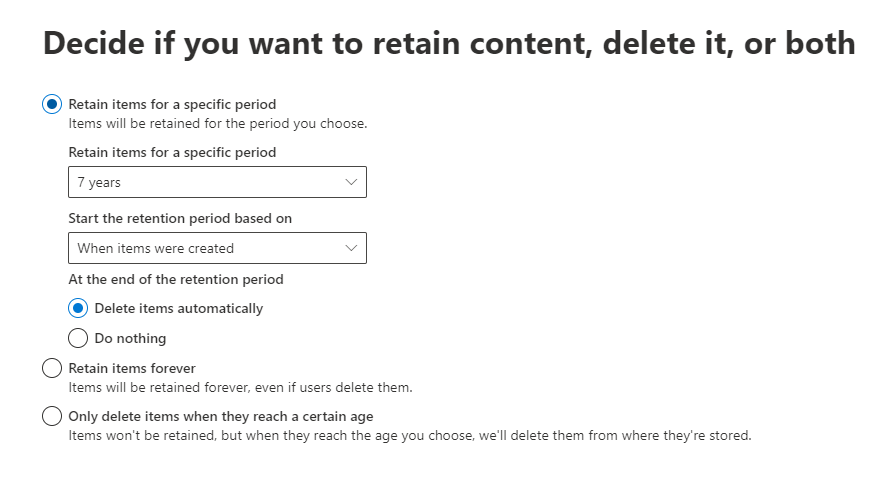 Decide if you want to retain content, delete it, or both
Retain items for a specific period
Items will be retained for the period you choose.
Retain items for a specific period
7 years
Start the retention period based on
When items were created
At the end of the retention period
Delete items automatically
Do nothing
Retain items forever
Items will be retained forever, even if users delete them.
Only delete items when they reach a certain age
Items won't be retained, but when they reach the age you choose, we'll delete them from where they're stored.